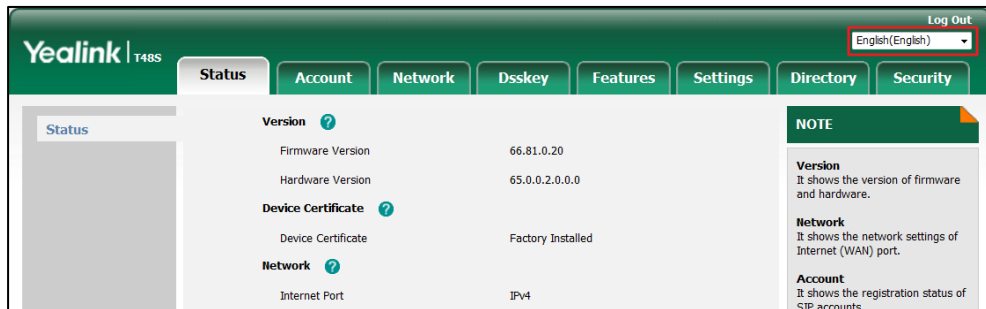 Log Out
English(English)
Yealink | T48S
Status Account Network Dsskey Features Settings Directory Security
Status
Version ?
Firmware Version 66.81.0.20
Hardware Version 65.0.0.2.0.0.0
Device Certificate ?
Device Certificate Factory Installed
Network ?
Internet Port IPv4
NOTE
Version
It shows the version of firmware
and hardware.
Network
It shows the network settings of
Internet (WAN) port.
Account
It shows the registration status of
SIP accounts